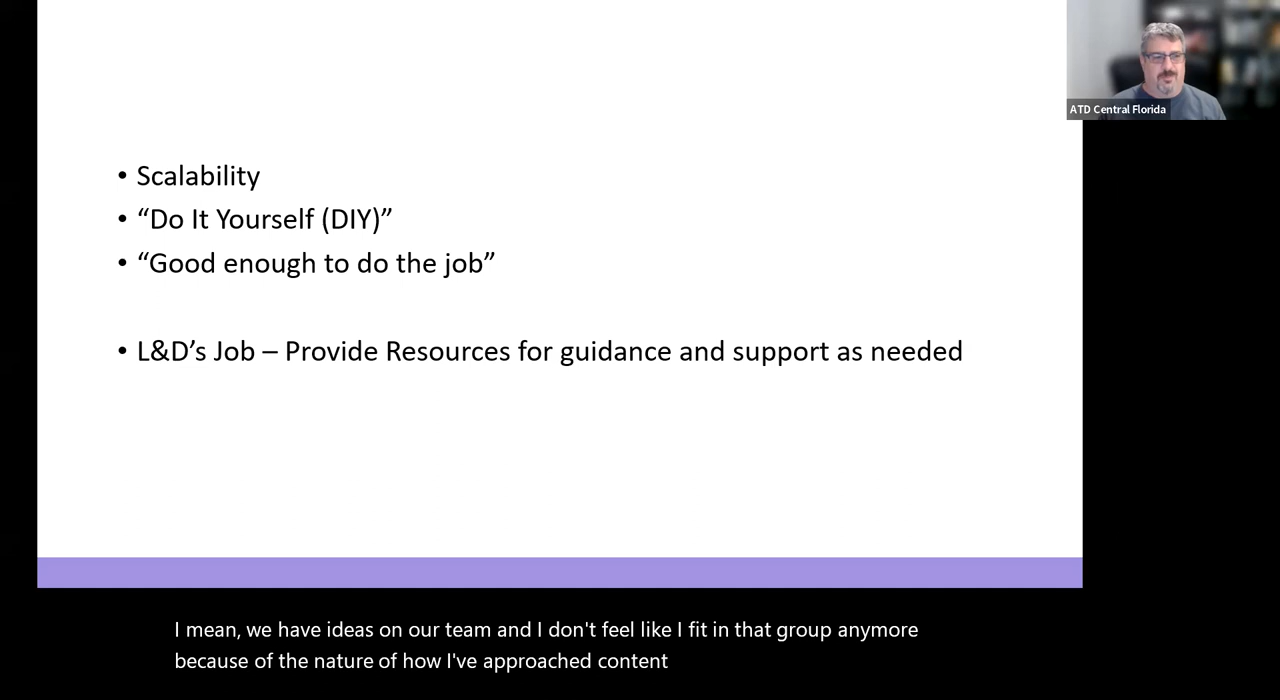 ATD Central Florida
• Scalability
• “Do It Yourself (DIY)”
• “Good enough to do the job”
• L&D’s Job – Provide Resources for guidance and support as needed
I mean, we have ideas on our team and I don't feel like I fit in that group anymore
because of the nature of how I've approached content